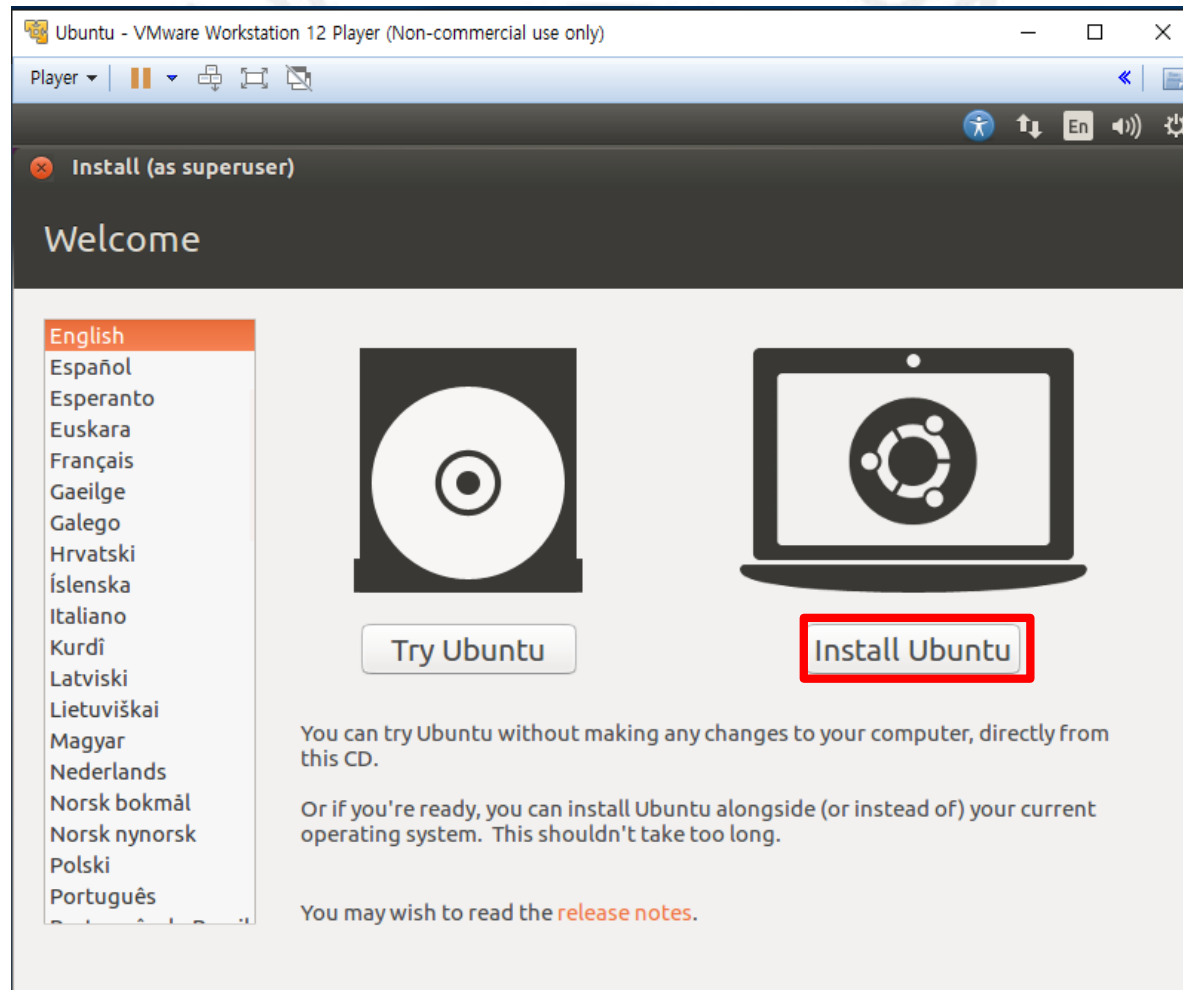 Ubuntu - VMware Workstation 12 Player (Non-commercial use only)
Player
En
Install (as superuser)
Welcome
English
Español
Esperanto
Euskara
Français
Gaeilge
Galego
Hrvatski
Íslenska
Italiano
Kurdî
Latviski
Lietuviškai
Magyar
Nederlands
Norsk bokmål
Norsk nynorsk
Polski
Português
Try Ubuntu
Install Ubuntu
You can try Ubuntu without making any changes to your computer, directly from
this CD.
Or if you're ready, you can install Ubuntu alongside (or instead of) your current
operating system. This shouldn't take too long.
You may wish to read the release notes.